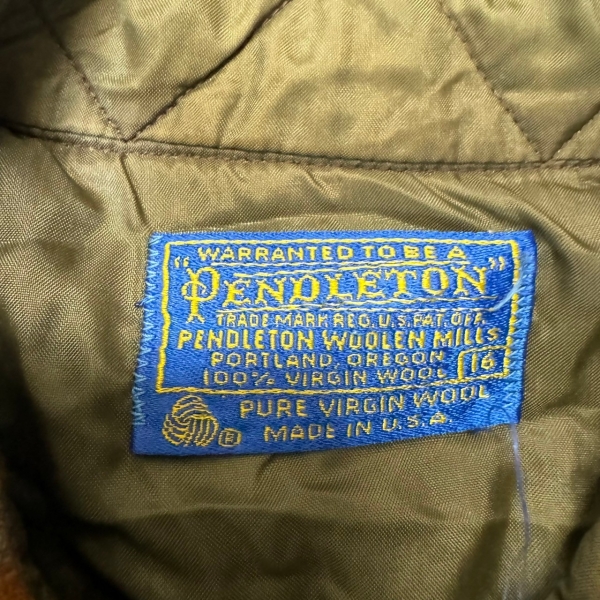 WARRANTED TO BE A
"PENDLETON"
TRADE MARK REG. U.S. PAT. OFF.
PENDLETON WOOLEN MILLS
PORTLAND, OREGON
100% VIRGIN WOOL 16
PURE VIRGIN WOOL
® MADE IN U.S.A.